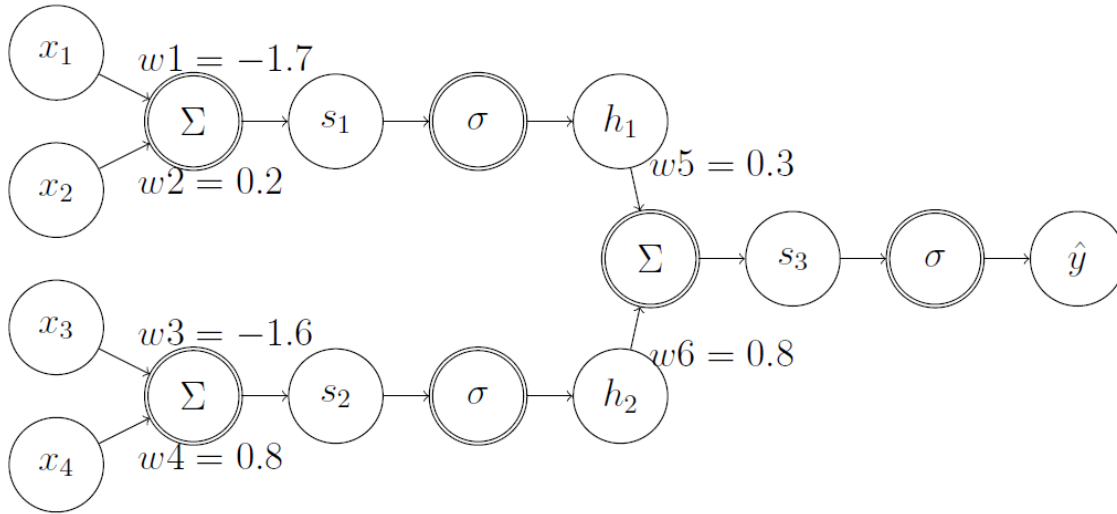 x₁
w1 = −1.7
Σ s₁ σ h₁
x₂
w2 = 0.2
w5 = 0.3
Σ s₃ σ ŷ
x₃
w3 = −1.6
w6 = 0.8
Σ s₂ σ h₂
x₄
w4 = 0.8